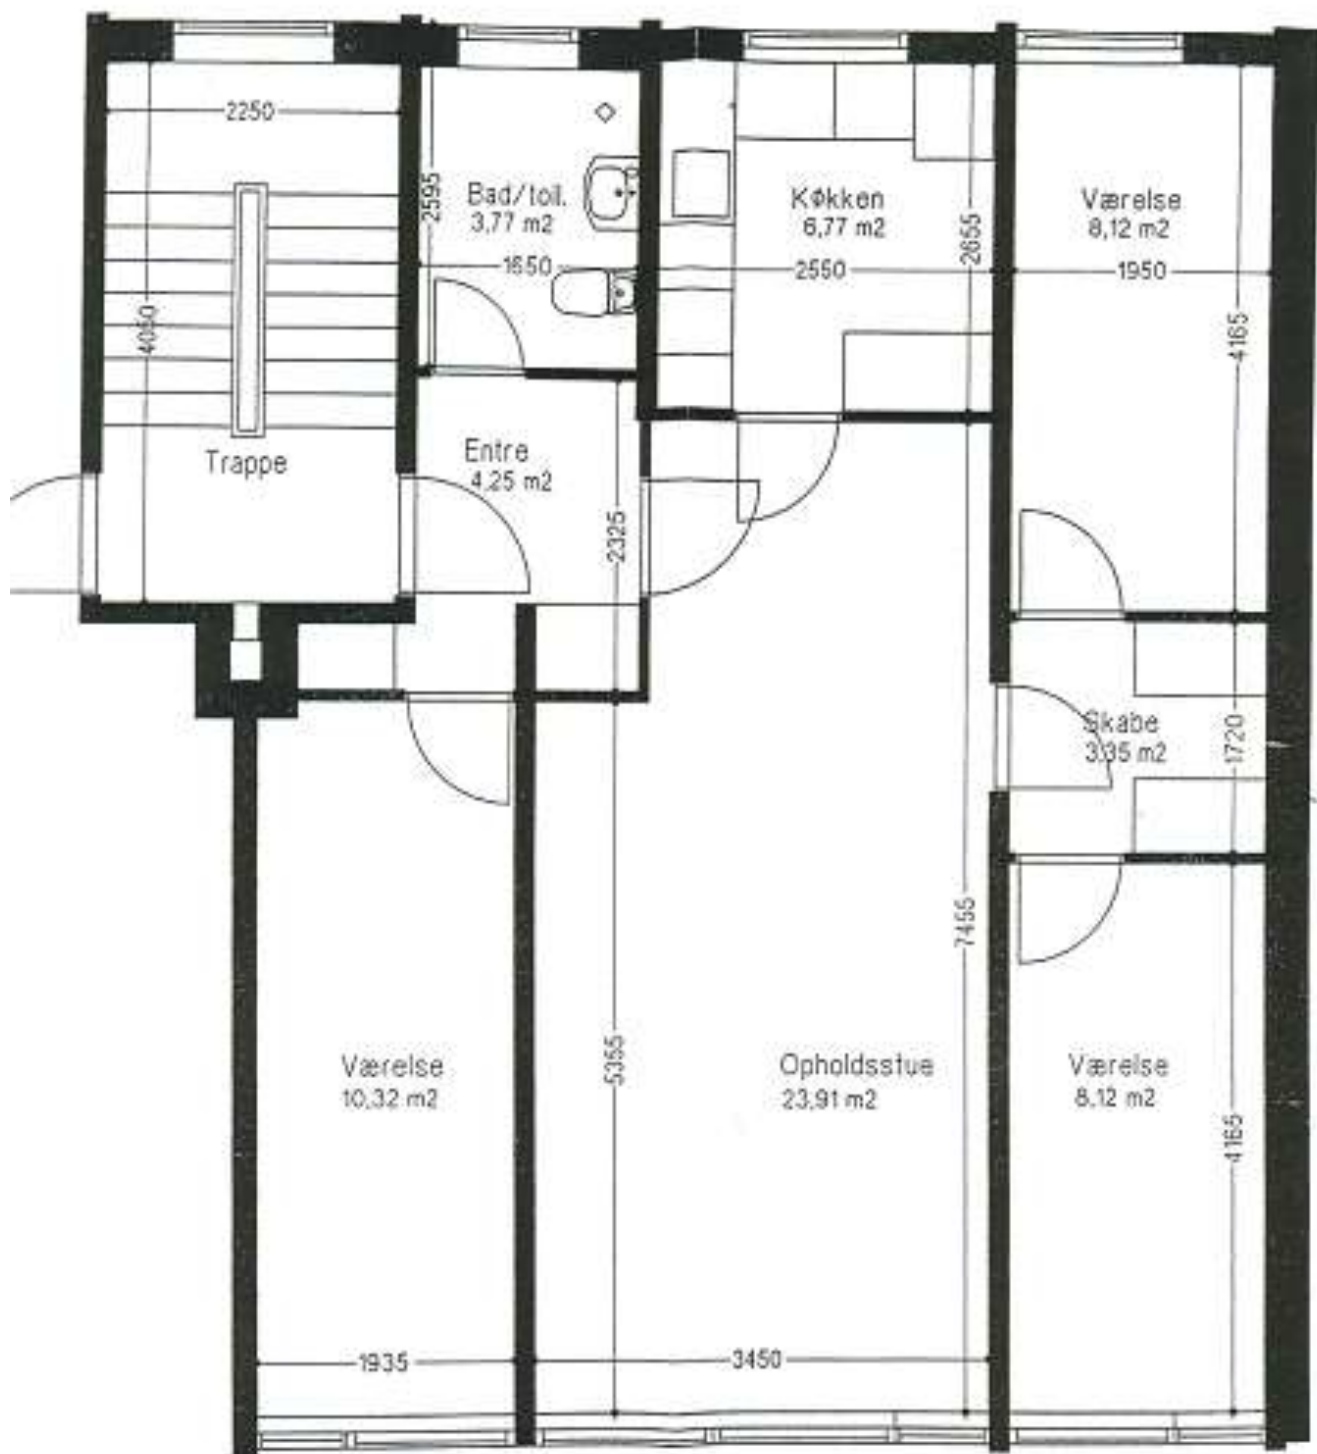 2250
4050
Trappe
2595
Bad/toil.
3,77 m2
1650
Køkken
6,77 m2
2550
2655
Værelse
8,12 m2
1950
4165
Entre
4,25 m2
2325
Skabe
3,35 m2
1720
7455
5355
Værelse
10,32 m2
Opholdsstue
23,91 m2
Værelse
8,12 m2
4165
1935
3450